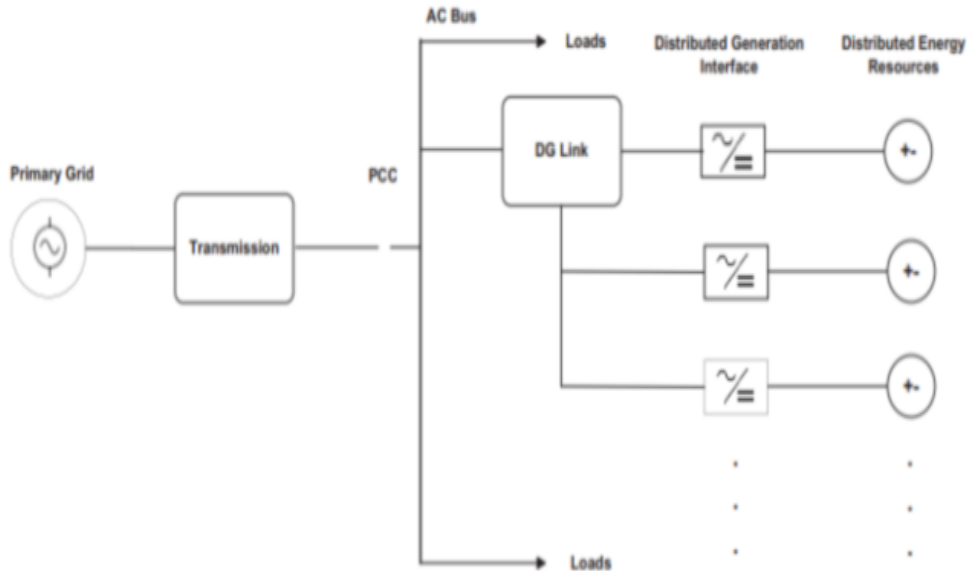 AC Bus
Loads
Distributed Generation
Interface
Distributed Energy
Resources
DG Link
+-
Primary Grid
PCC
Transmission
+-
+-
Loads